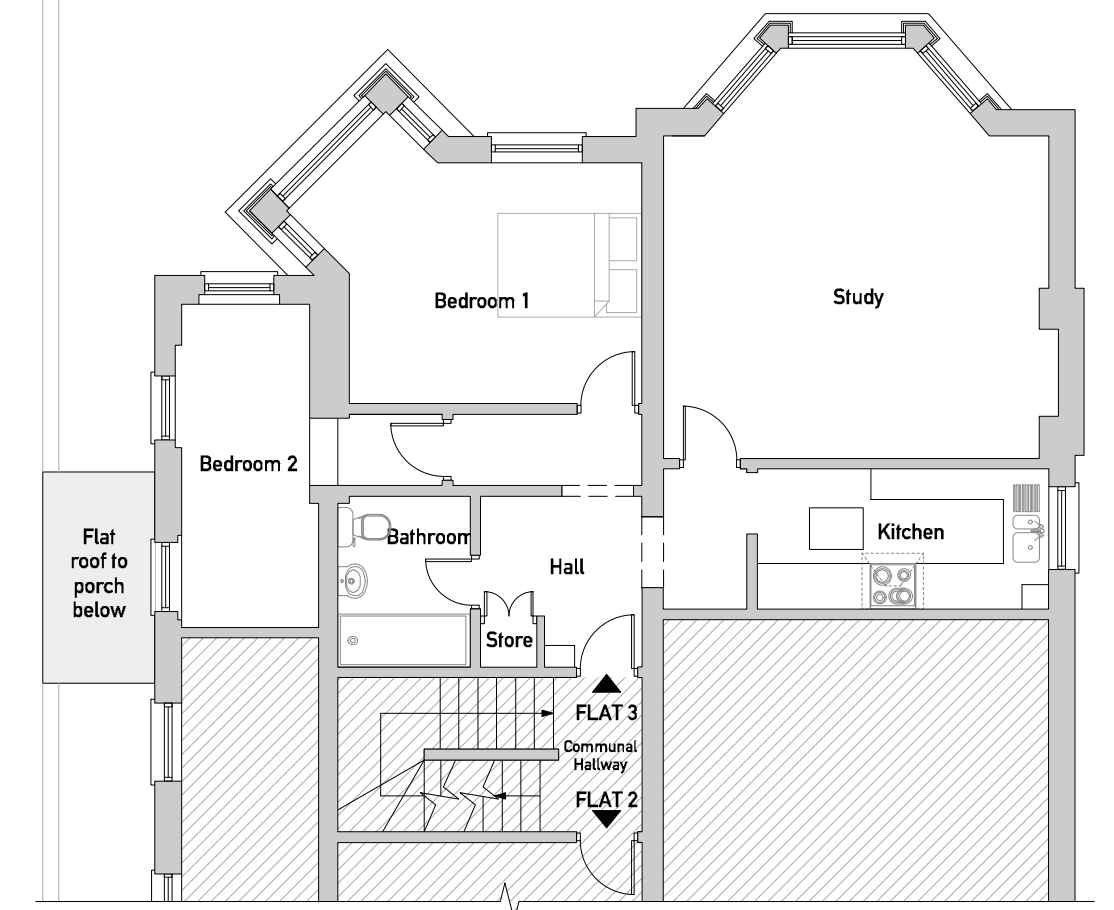 Bedroom 1
Study
Bedroom 2
Flat
roof to
porch
below
Bathroom
Hall
Kitchen
Store
FLAT 3
Communal
Hallway
FLAT 2